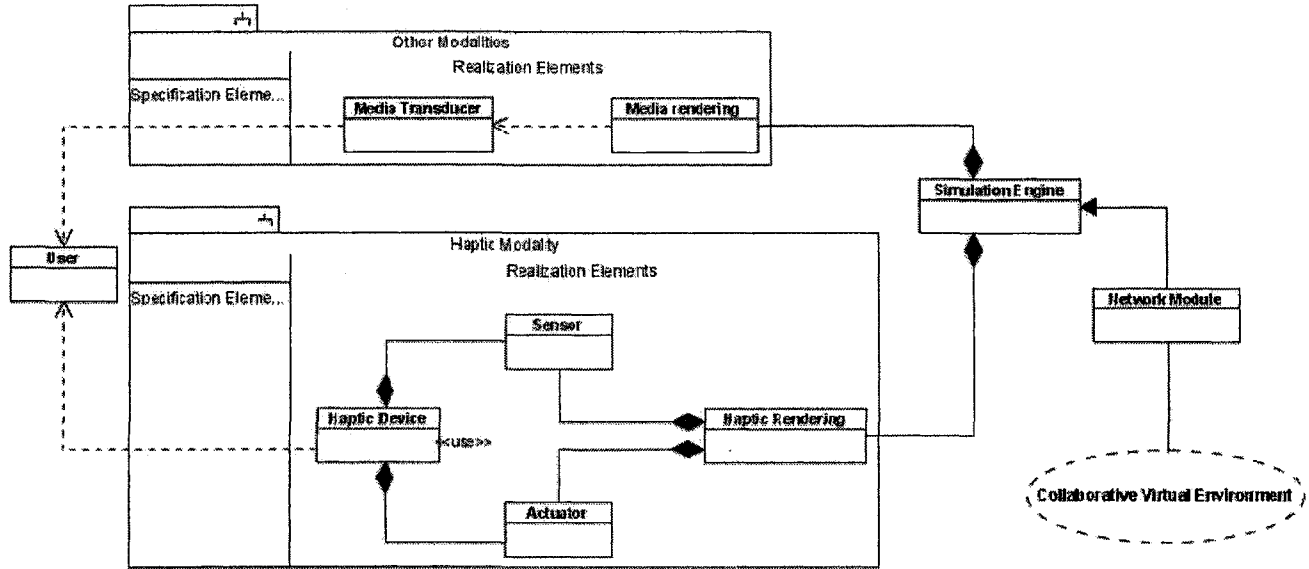 Other Modalities
Realization Elements
Specification Eleme...
Media Transducer
Media rendering
Simulation Engine
Haptic Modality
User
Realization Elements
Specification Eleme...
Network Module
Sensor
Haptic Device
Haptic Rendering
<<use>>
Collaborative Virtual Environment
Actuator